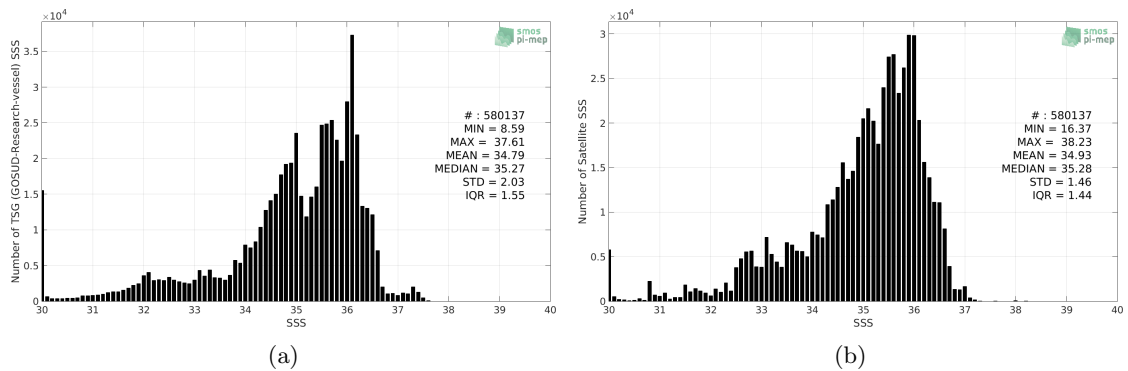 ×10⁴
smos
pi-mep
Number of TSG (GOSUD-Research-vessel) SSS
3.5
3
2.5
2
1.5
1
0.5
0
# : 580137
MIN = 8.59
MAX = 37.61
MEAN = 34.79
MEDIAN = 35.27
STD = 2.03
IQR = 1.55
30 31 32 33 34 35 36 37 38 39 40
SSS
(a)
×10⁴
smos
pi-mep
Number of Satellite SSS
3
2.5
2
1.5
1
0.5
0
# : 580137
MIN = 16.37
MAX = 38.23
MEAN = 34.93
MEDIAN = 35.28
STD = 1.46
IQR = 1.44
30 31 32 33 34 35 36 37 38 39 40
SSS
(b)